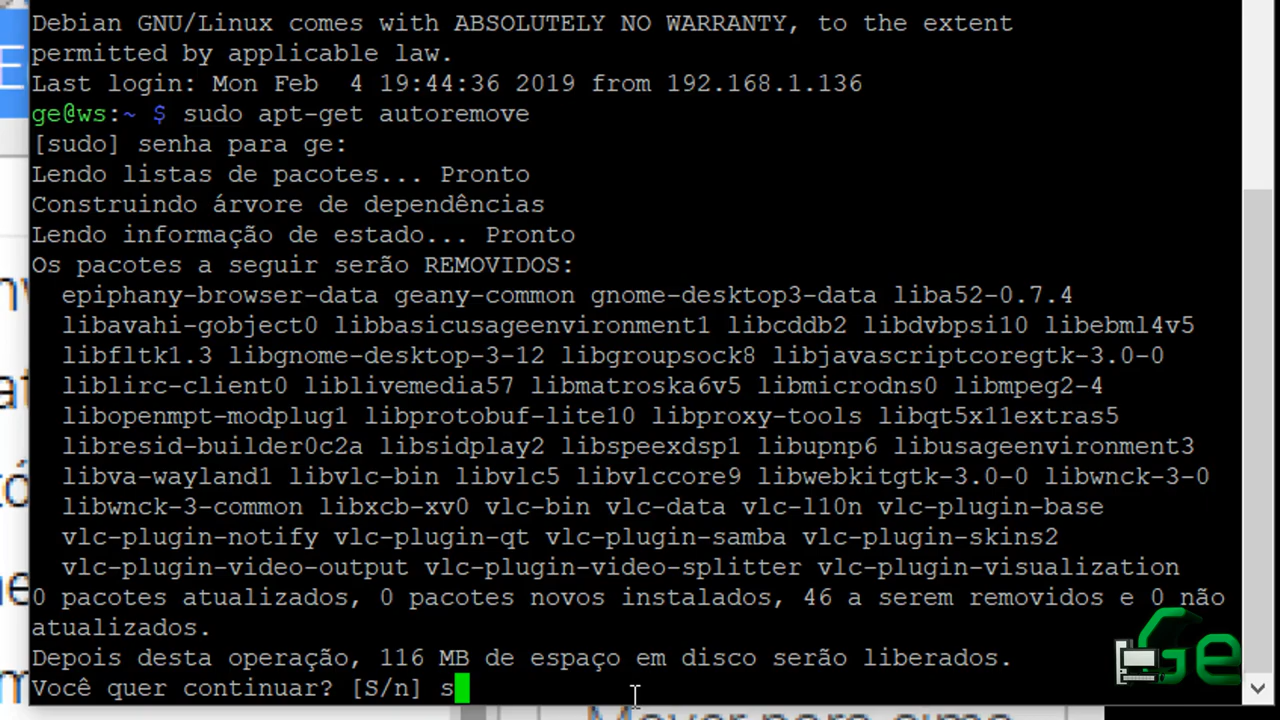 Debian GNU/Linux comes with ABSOLUTELY NO WARRANTY, to the extent
permitted by applicable law.
Last login: Mon Feb  4 19:44:36 2019 from 192.168.1.136
ge@ws:~ $ sudo apt-get autoremove
[sudo] senha para ge:
Lendo listas de pacotes... Pronto
Construindo árvore de dependências
Lendo informação de estado... Pronto
Os pacotes a seguir serão REMOVIDOS:
epiphany-browser-data geany-common gnome-desktop3-data liba52-0.7.4
libavahi-gobject0 libbasicusageenvironment1 libcddb2 libdvbpsi10 libebml4v5
libfltk1.3 libgnome-desktop-3-12 libgroupsock8 libjavascriptcoregtk-3.0-0
liblirc-client0 liblivemedia57 libmatroska6v5 libmicrodns0 libmpeg2-4
libopenmpt-modplug1 libprotobuf-lite10 libproxy-tools libqt5x11extras5
libresid-builder0c2a libsidplay2 libspeexdsp1 libupnp6 libusageenvironment3
libva-wayland1 libvlc-bin libvlc5 libvlccore9 libwebkitgtk-3.0-0 libwnck-3-0
libwnck-3-common libxcb-xv0 vlc-bin vlc-data vlc-l10n vlc-plugin-base
vlc-plugin-notify vlc-plugin-qt vlc-plugin-samba vlc-plugin-skins2
vlc-plugin-video-output vlc-plugin-video-splitter vlc-plugin-visualization
0 pacotes atualizados, 0 pacotes novos instalados, 46 a serem removidos e 0 não
atualizados.
Depois desta operação, 116 MB de espaço em disco serão liberados.
Você quer continuar? [S/n] s
Ge